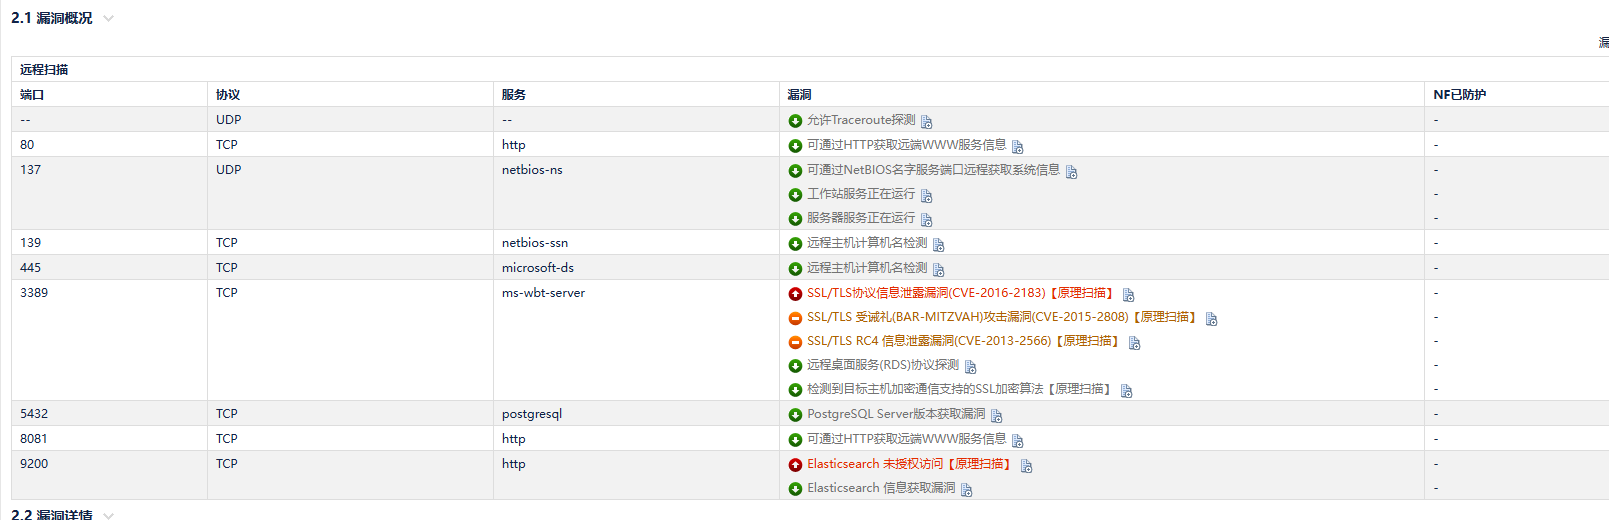 2.1 漏洞概况
漏
远程扫描
端口 协议 服务 漏洞 NF已防护
-- UDP -- 允许Traceroute探测 -
80 TCP http 可通过HTTP获取远端WWW服务信息 -
137 UDP netbios-ns 可通过NetBIOS名字服务端口远程获取系统信息 -
工作站服务正在运行 -
服务器服务正在运行 -
139 TCP netbios-ssn 远程主机计算机名检测 -
445 TCP microsoft-ds 远程主机计算机名检测 -
3389 TCP ms-wbt-server SSL/TLS协议信息泄露漏洞(CVE-2016-2183)【原理扫描】 -
SSL/TLS 受诫礼(BAR-MITZVAH)攻击漏洞(CVE-2015-2808)【原理扫描】 -
SSL/TLS RC4 信息泄露漏洞(CVE-2013-2566)【原理扫描】 -
远程桌面服务(RDS)协议探测 -
检测到目标主机加密通信支持的SSL加密算法【原理扫描】 -
5432 TCP postgresql PostgreSQL Server版本获取漏洞 -
8081 TCP http 可通过HTTP获取远端WWW服务信息 -
9200 TCP http Elasticsearch 未授权访问【原理扫描】 -
Elasticsearch 信息获取漏洞 -
2.2 漏洞详情